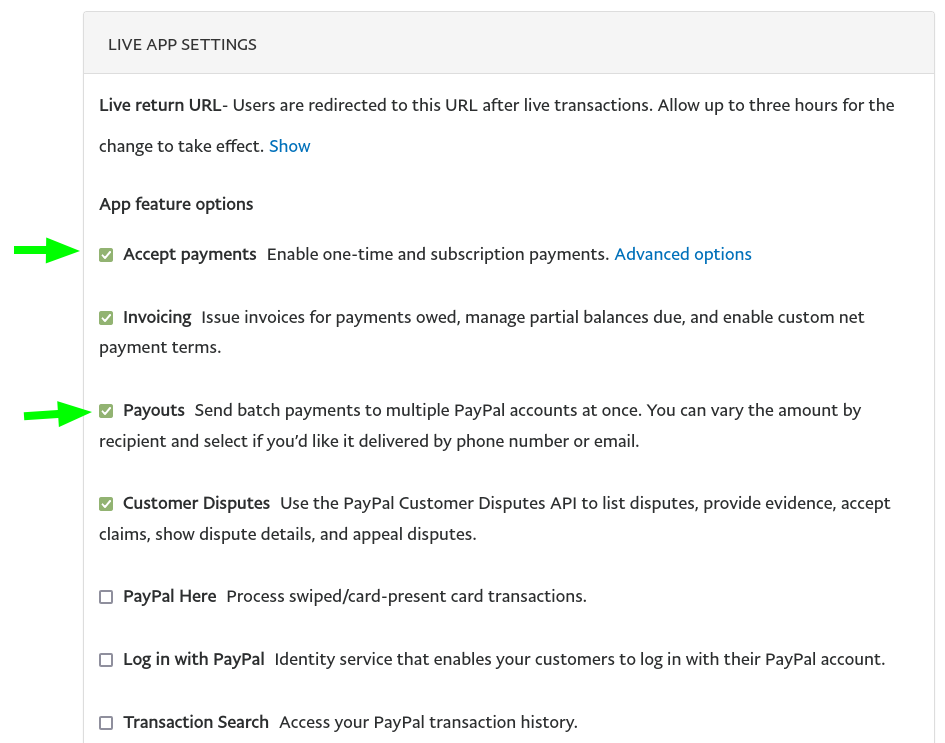 LIVE APP SETTINGS
Live return URL- Users are redirected to this URL after live transactions. Allow up to three hours for the
change to take effect. Show
App feature options
Accept payments Enable one-time and subscription payments. Advanced options
Invoicing Issue invoices for payments owed, manage partial balances due, and enable custom net
payment terms.
Payouts Send batch payments to multiple PayPal accounts at once. You can vary the amount by
recipient and select if you’d like it delivered by phone number or email.
Customer Disputes Use the PayPal Customer Disputes API to list disputes, provide evidence, accept
claims, show dispute details, and appeal disputes.
PayPal Here Process swiped/card-present card transactions.
Log in with PayPal Identity service that enables your customers to log in with their PayPal account.
Transaction Search Access your PayPal transaction history.